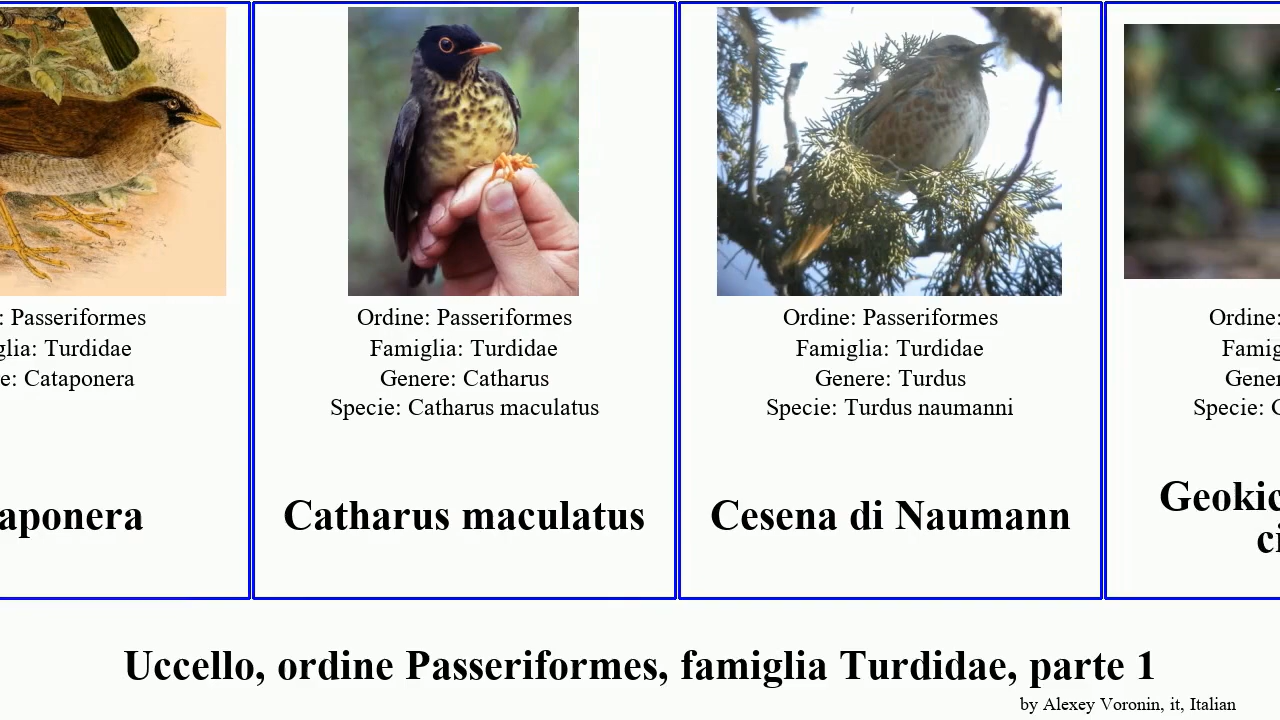 : Passeriformes
glia: Turdidae
e: Cataponera
aponera
Ordine: Passeriformes
Famiglia: Turdidae
Genere: Catharus
Specie: Catharus maculatus
Catharus maculatus
Ordine: Passeriformes
Famiglia: Turdidae
Genere: Turdus
Specie: Turdus naumanni
Cesena di Naumann
Ordine:
Famig
Gener
Specie: G
Geokic
ci
Uccello, ordine Passeriformes, famiglia Turdidae, parte 1
by Alexey Voronin, it, Italian